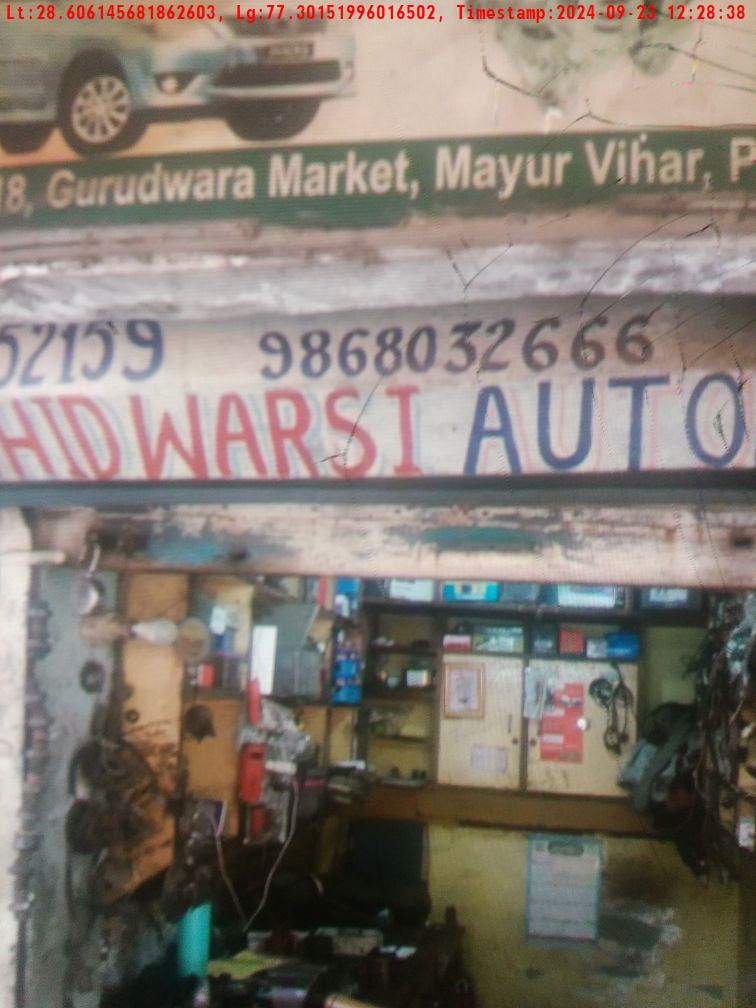 Lt:28.606145681862603, Lg:77.30151996016502, Timestamp:2024-09-23 12:28:38
18, Gurudwara Market, Mayur Vihar, P
52159 9868032666
HIDWARSI AUTO